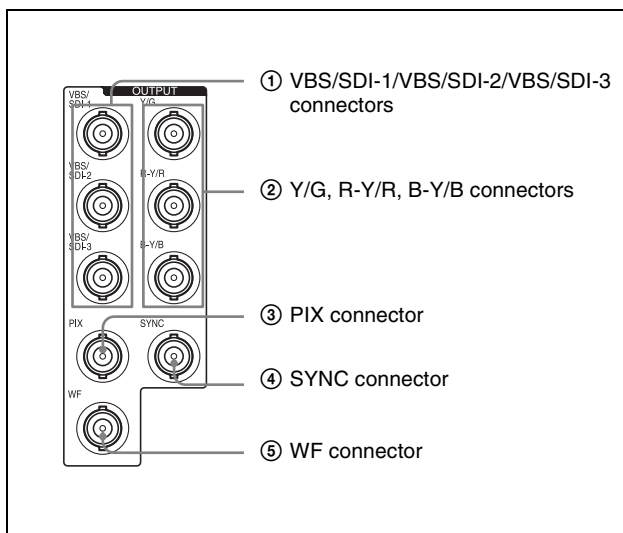 OUTPUT
VBS/
SDI-1
Y/G
VBS/
SDI-2
R-Y/R
VBS/
SDI-3
B-Y/B
PIX
SYNC
WF
① VBS/SDI-1/VBS/SDI-2/VBS/SDI-3
connectors
② Y/G, R-Y/R, B-Y/B connectors
③ PIX connector
④ SYNC connector
⑤ WF connector